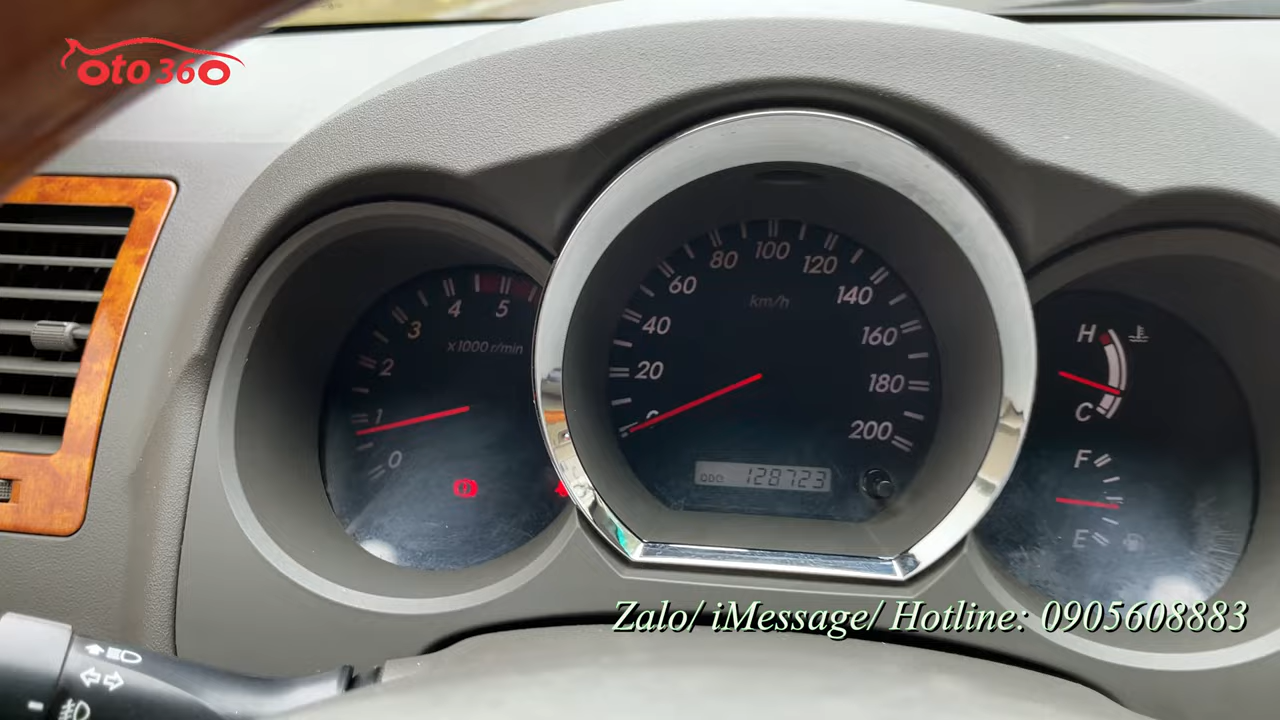 oto360
80 100 120
60 140
40 km/h 160
20 180
0 200
4 5
3
2 x1000 r/min
1
0
ODO 128723
H
C
F
E
Zalo/ iMessage/ Hotline: 0905608883